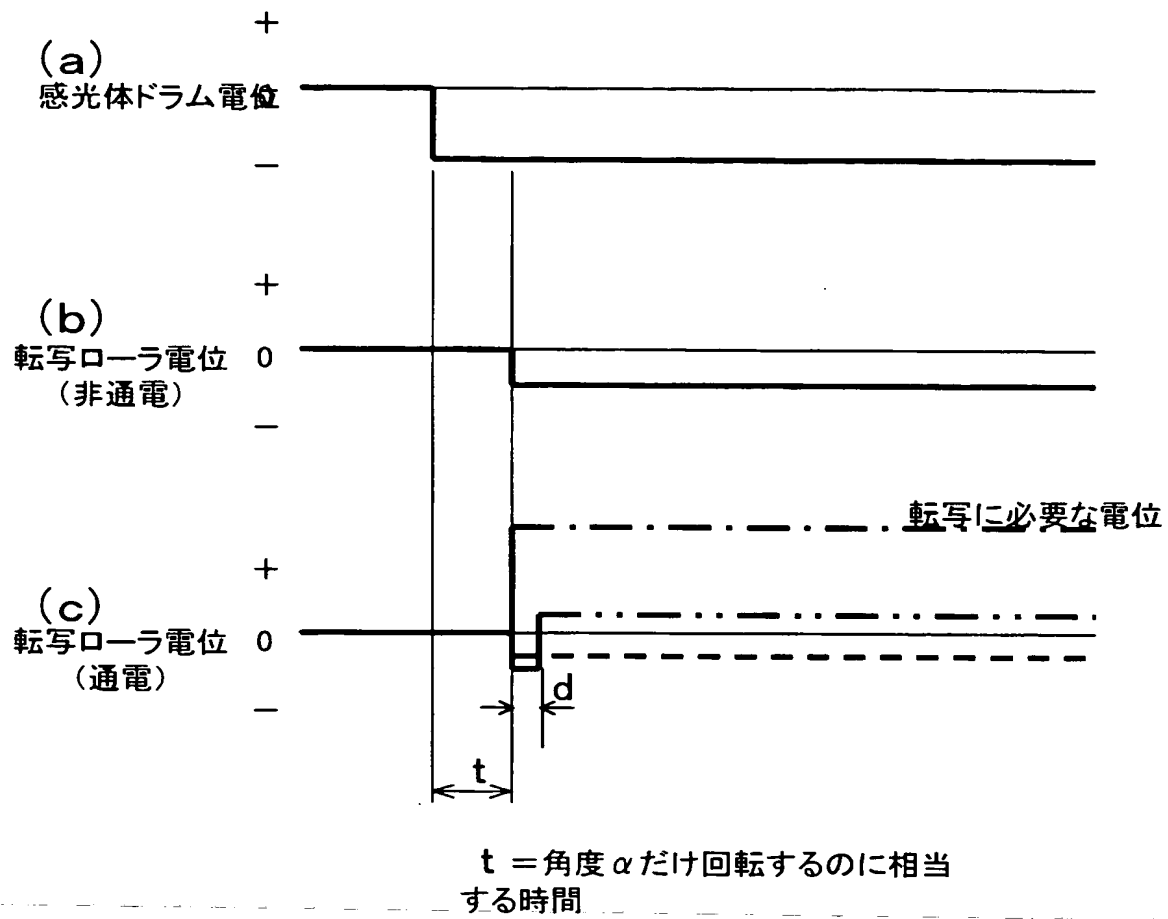 +
(a)
感光体ドラム電位 0
−
+
(b)
転写ローラ電位 0
(非通電)
−
転写に必要な電位
+
(c)
転写ローラ電位 0
(通電)
−
d
t
t =角度αだけ回転するのに相当
する時間